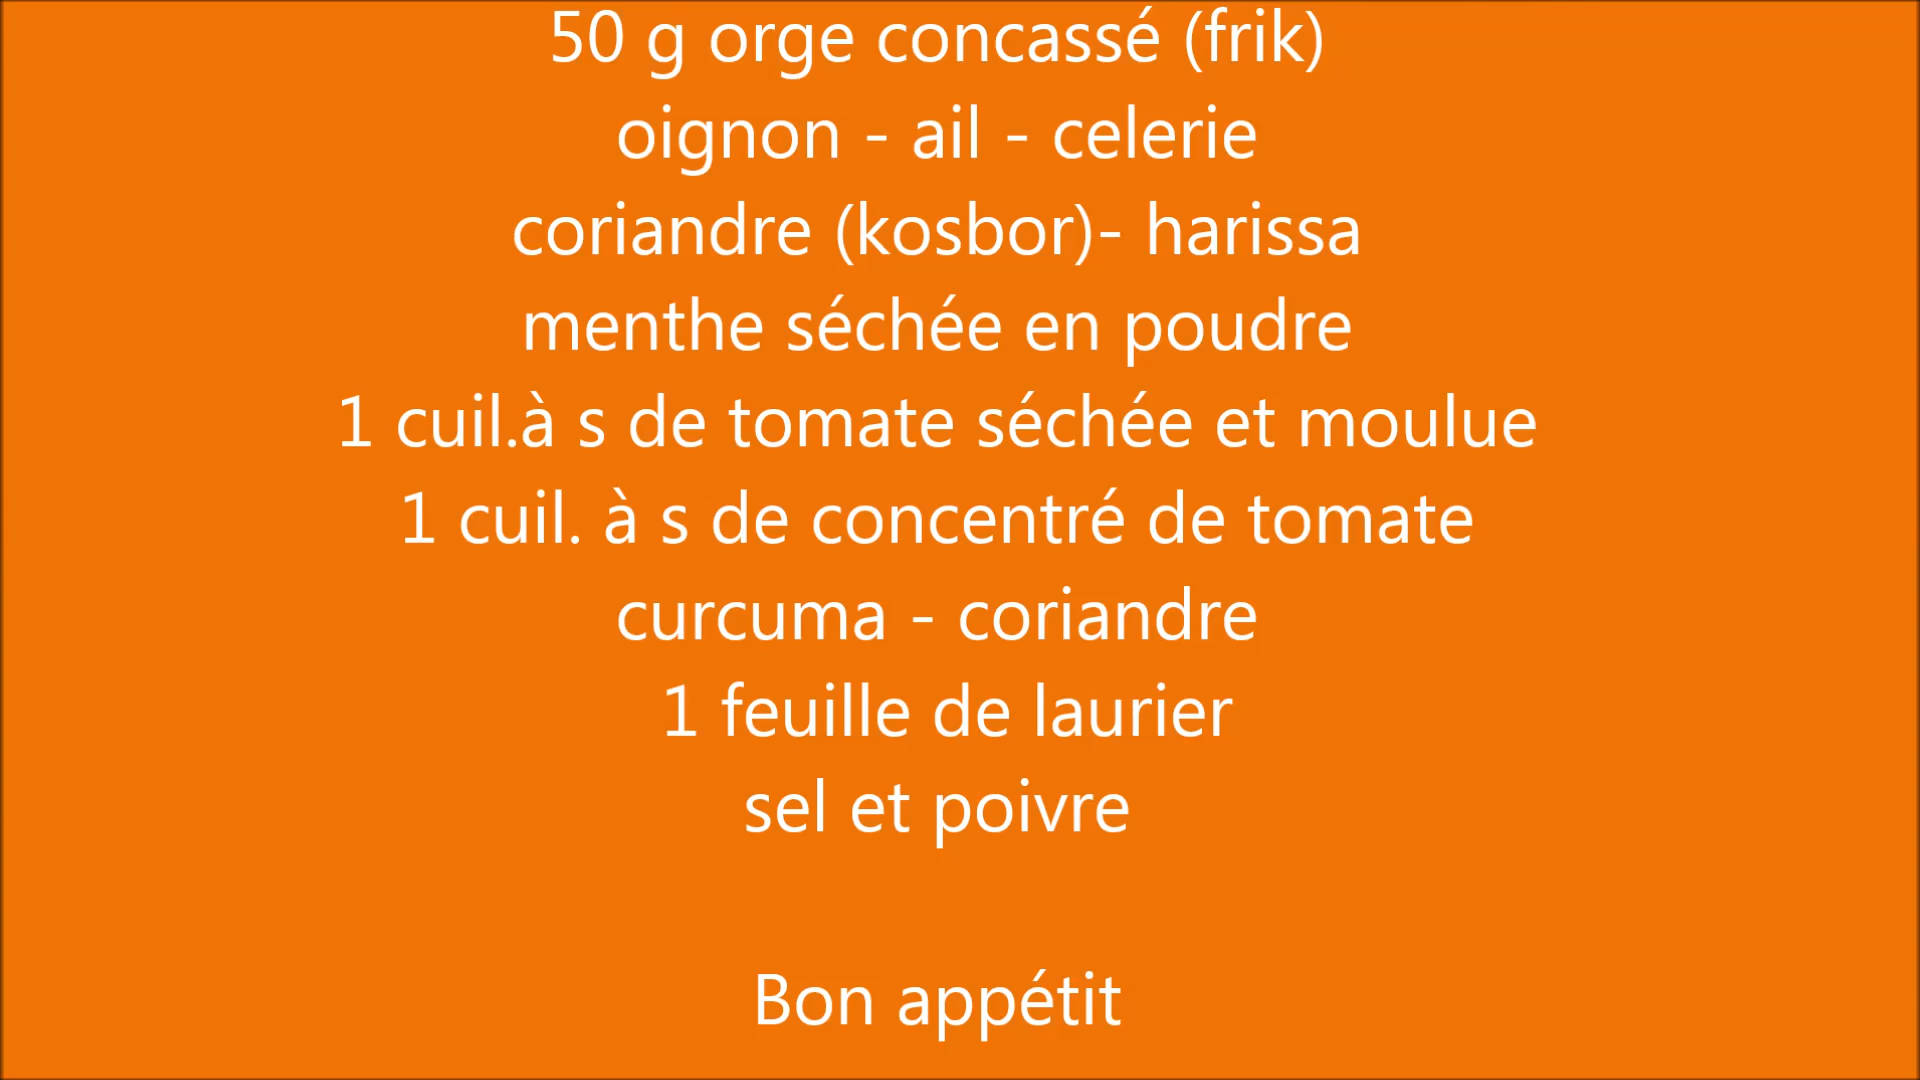 50 g orge concassé (frik)
oignon - ail - celerie
coriandre (kosbor)- harissa
menthe séchée en poudre
1 cuil.à s de tomate séchée et moulue
1 cuil. à s de concentré de tomate
curcuma - coriandre
1 feuille de laurier
sel et poivre
Bon appétit